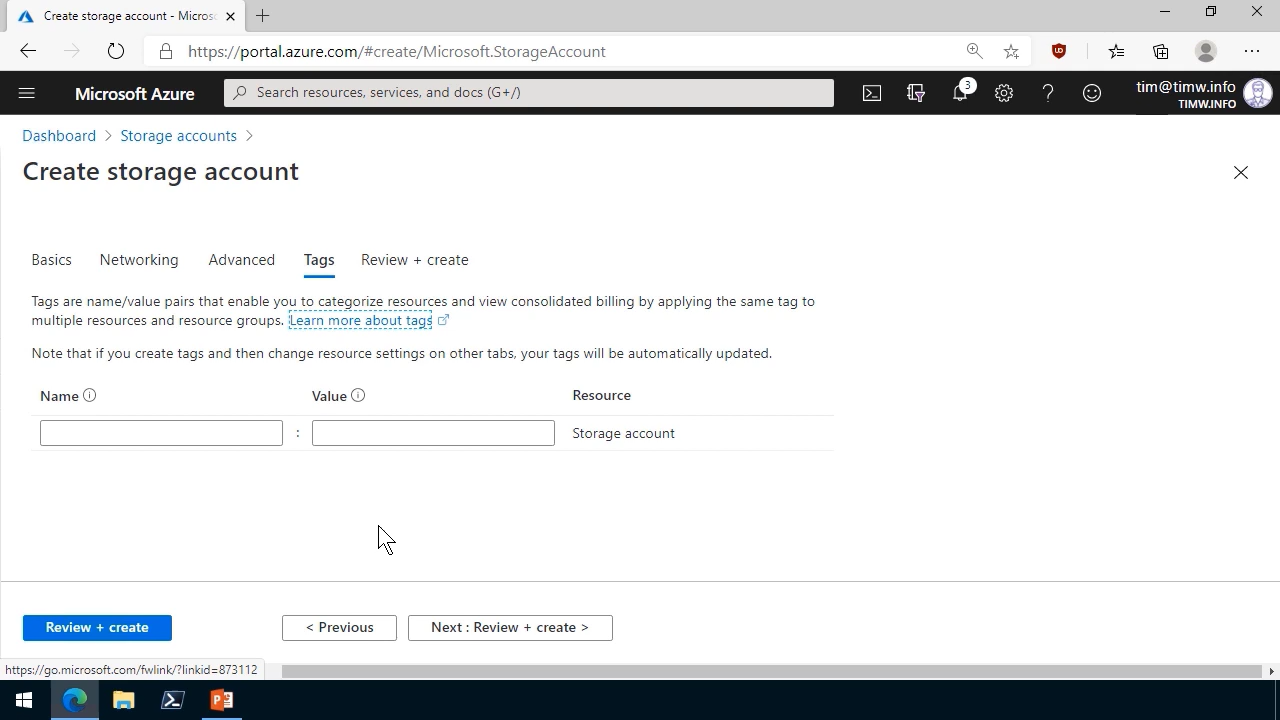 Create storage account - Micros
https://portal.azure.com/#create/Microsoft.StorageAccount
Microsoft Azure
Search resources, services, and docs (G+/)
3
tim@timw.info
TIMW.INFO
Dashboard > Storage accounts >
Create storage account
Basics Networking Advanced Tags Review + create
Tags are name/value pairs that enable you to categorize resources and view consolidated billing by applying the same tag to
multiple resources and resource groups. Learn more about tags
Note that if you create tags and then change resource settings on other tabs, your tags will be automatically updated.
Name Value Resource
: Storage account
Review + create < Previous Next : Review + create >
https://go.microsoft.com/fwlink/?linkid=873112